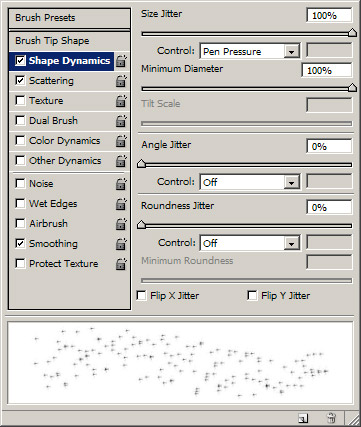 Brush Presets
Brush Tip Shape
Shape Dynamics
Scattering
Texture
Dual Brush
Color Dynamics
Other Dynamics
Noise
Wet Edges
Airbrush
Smoothing
Protect Texture
Size Jitter 100%
Control: Pen Pressure
Minimum Diameter 100%
Tilt Scale
Angle Jitter 0%
Control: Off
Roundness Jitter 0%
Control: Off
Minimum Roundness
Flip X Jitter Flip Y Jitter